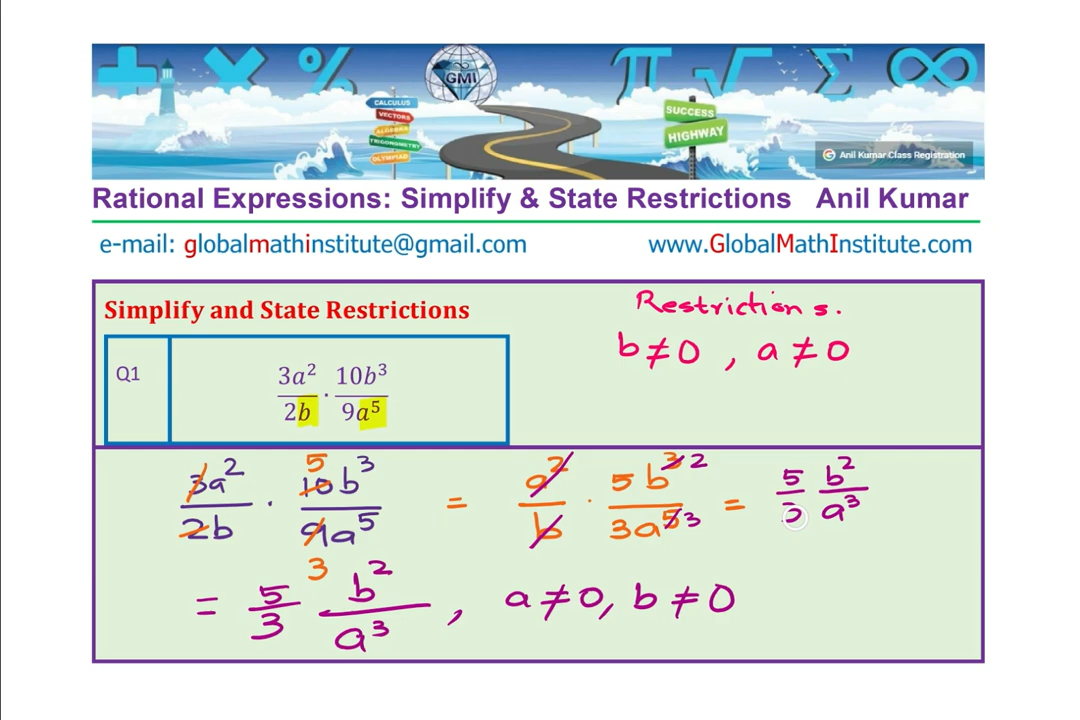 GMI
CALCULUS
VECTORS
ALGEBRA
TRIGONOMETRY
OLYMPIAD
SUCCESS
HIGHWAY
Anil Kumar Class Registration
+ × % π √ Σ ∞
Rational Expressions: Simplify & State Restrictions Anil Kumar
e-mail: globalmathinstitute@gmail.com www.GlobalMathInstitute.com
Simplify and State Restrictions
Restrictions.
b≠0 , a≠0
Q1
3a²/2b · 10b³/9a⁵
3a²/2b · 5 10b³/9a⁵ 3 = a²/b · 5b³ 2/3a⁵ 3 = 5/3 b²/a³
= 5/3 b²/a³ , a≠0, b≠0